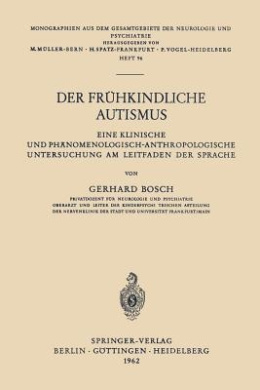 MONOGRAPHIEN AUS DEM GESAMTGEBIETE DER NEUROLOGIE UND
PSYCHIATRIE
HERAUSGEGEBEN VON
M. MÜLLER-BERN · H. SPATZ-FRANKFURT · P. VOGEL-HEIDELBERG
HEFT 96
DER FRÜHKINDLICHE
AUTISMUS
EINE KLINISCHE
UND PHÄNOMENOLOGISCH-ANTHROPOLOGISCHE
UNTERSUCHUNG AM LEITFADEN DER SPRACHE
VON
GERHARD BOSCH
PRIVATDOZENT FÜR NEUROLOGIE UND PSYCHIATRIE
OBERARZT UND LEITER DER KINDERPSYCHIATRISCHEN ABTEILUNG
DER NERVENKLINIK DER STADT UND UNIVERSITÄT FRANKFURT/MAIN
SPRINGER-VERLAG
BERLIN · GÖTTINGEN · HEIDELBERG
1962